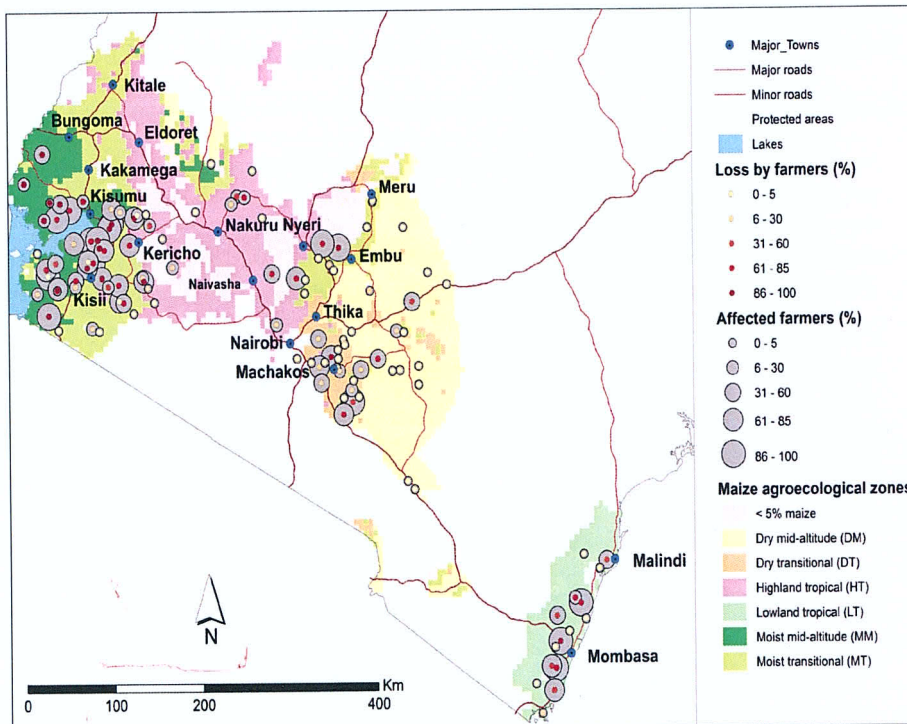 Kitale
Bungoma
Eldoret
Kakamega
Meru
Kisumu
Nakuru
Nyeri
Kericho
Embu
Naivasha
Kisii
Thika
Nairobi
Machakos
Malindi
Mombasa
N
Km
0 100 200 400
Major_Towns
Major roads
Minor roads
Protected areas
Lakes
Loss by farmers (%)
0 - 5
6 - 30
31 - 60
61 - 85
86 - 100
Affected farmers (%)
0 - 5
6 - 30
31 - 60
61 - 85
86 - 100
Maize agroecological zones
< 5% maize
Dry mid-altitude (DM)
Dry transitional (DT)
Highland tropical (HT)
Lowland tropical (LT)
Moist mid-altitude (MM)
Moist transitional (MT)